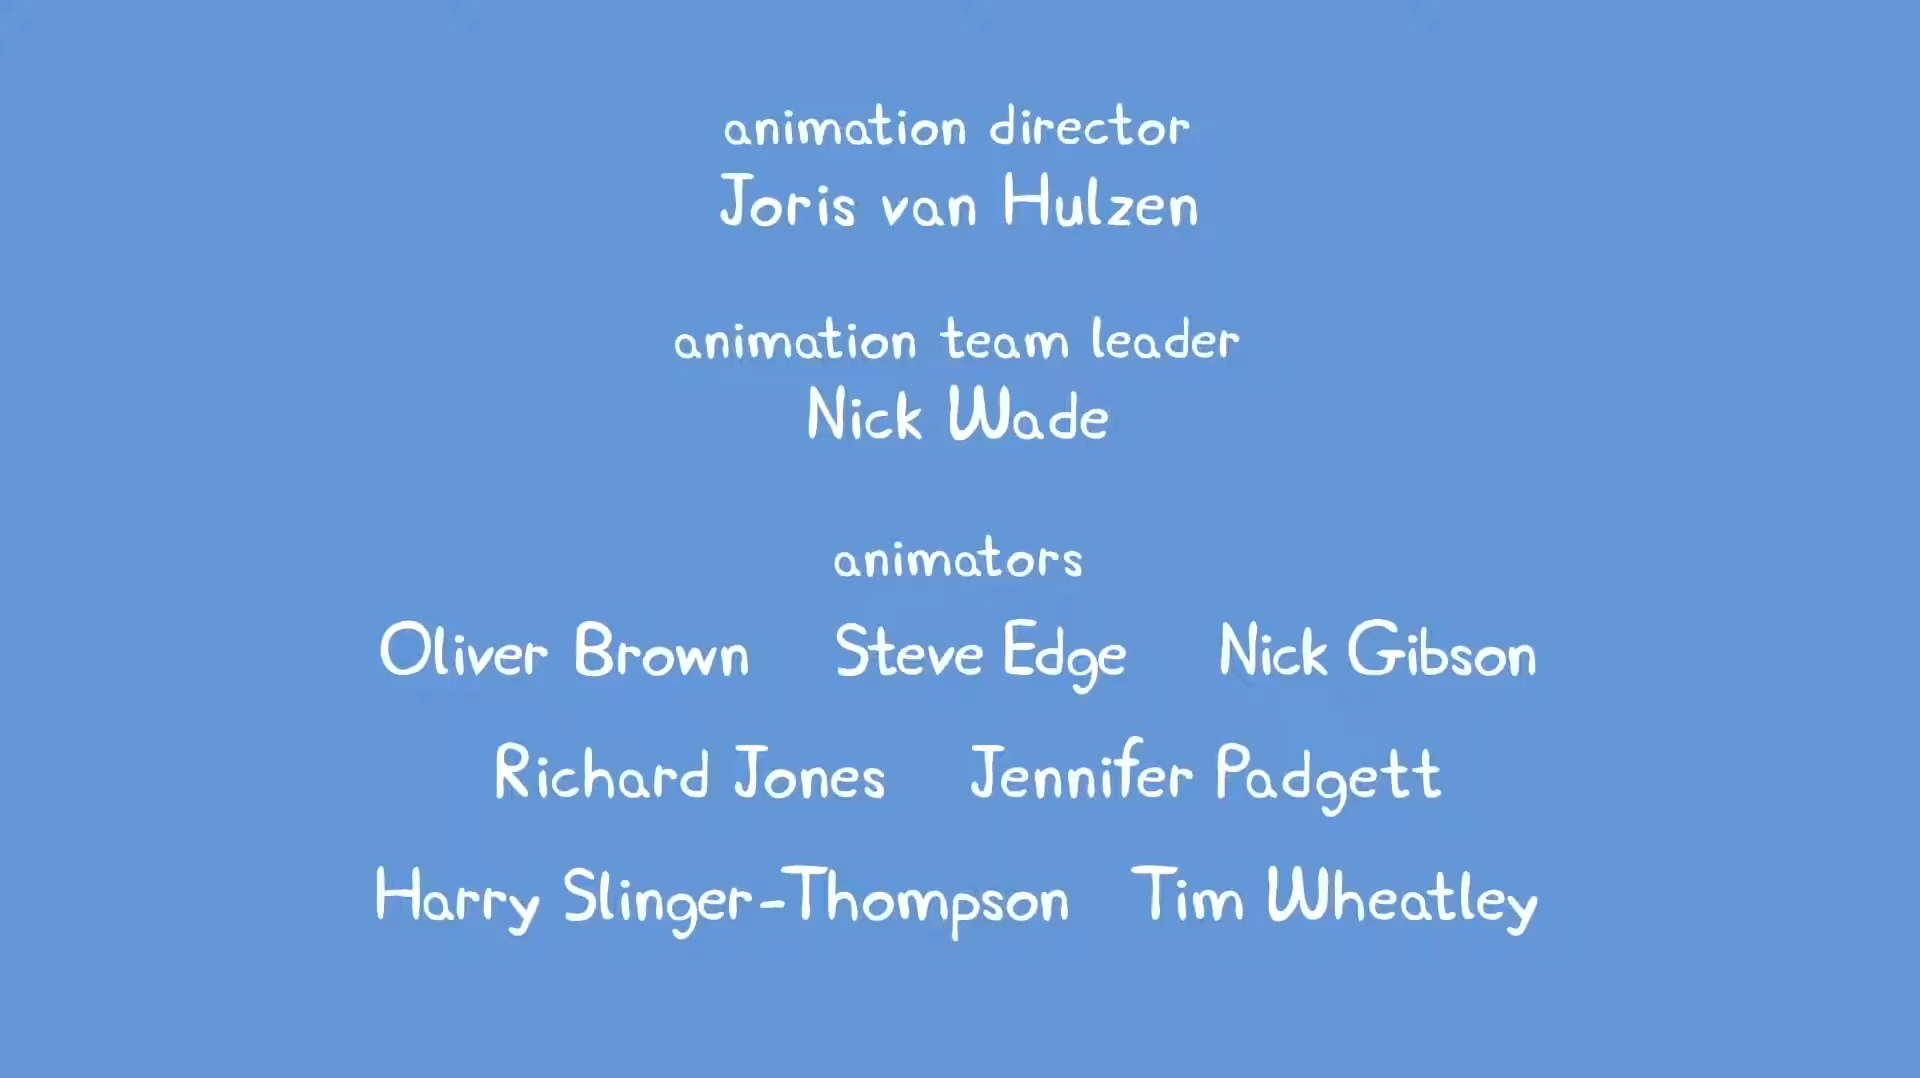 animation director
Joris van Hulzen
animation team leader
Nick Wade
animators
Oliver Brown Steve Edge Nick Gibson
Richard Jones Jennifer Padgett
Harry Slinger-Thompson Tim Wheatley